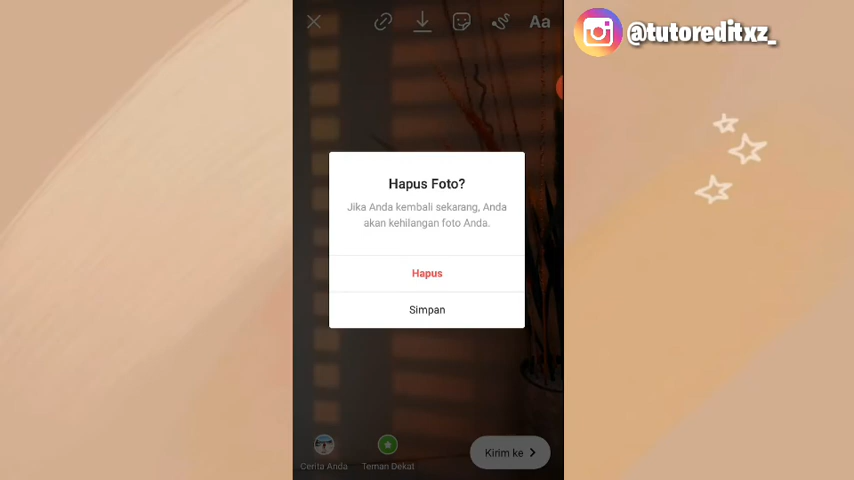 Aa
@tutoreditxz_
Hapus Foto?
Jika Anda kembali sekarang, Anda
akan kehilangan foto Anda.
Hapus
Simpan
Cerita Anda
Teman Dekat
Kirim ke